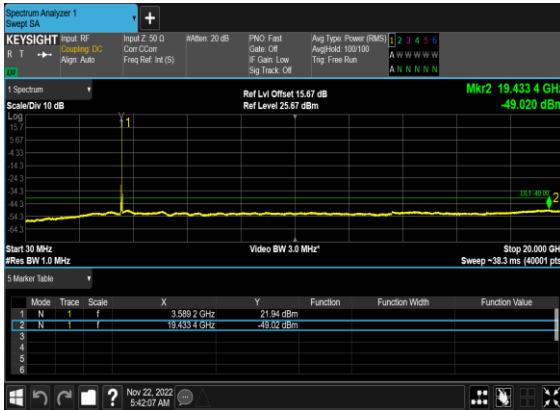 Spectrum Analyzer 1
Swept SA
KEYSIGHT
R T
LXI
Input: RF
Coupling: DC
Align: Auto
Input Z: 50 Ω
Corr CCorr
Freq Ref: Int (S)
#Atten: 20 dB
PNO: Fast
Gate: Off
IF Gain: Low
Sig Track: Off
Avg Type: Power (RMS)
Avg|Hold: 100/100
Trig: Free Run
1 2 3 4 5 6
A W W W W W
A N N N N N
1 Spectrum
Scale/Div 10 dB
Ref Lvl Offset 15.67 dB
Ref Level 25.67 dBm
Mkr2 19.433 4 GHz
-49.020 dBm
Log
15.7
5.67
-4.33
-14.3
-24.3
-34.3
-44.3
-54.3
-64.3
1
DL1 -40.00
2
Start 30 MHz
#Res BW 1.0 MHz
Video BW 3.0 MHz*
Stop 20.000 GHz
Sweep ~38.3 ms (40001 pts)
5 Marker Table
Mode Trace Scale X Y Function Function Width Function Value
1 N 1 f 3.589 2 GHz 21.94 dBm
2 N 1 f 19.433 4 GHz -49.02 dBm
3
4
5
6
Nov 22, 2022
5:42:07 AM